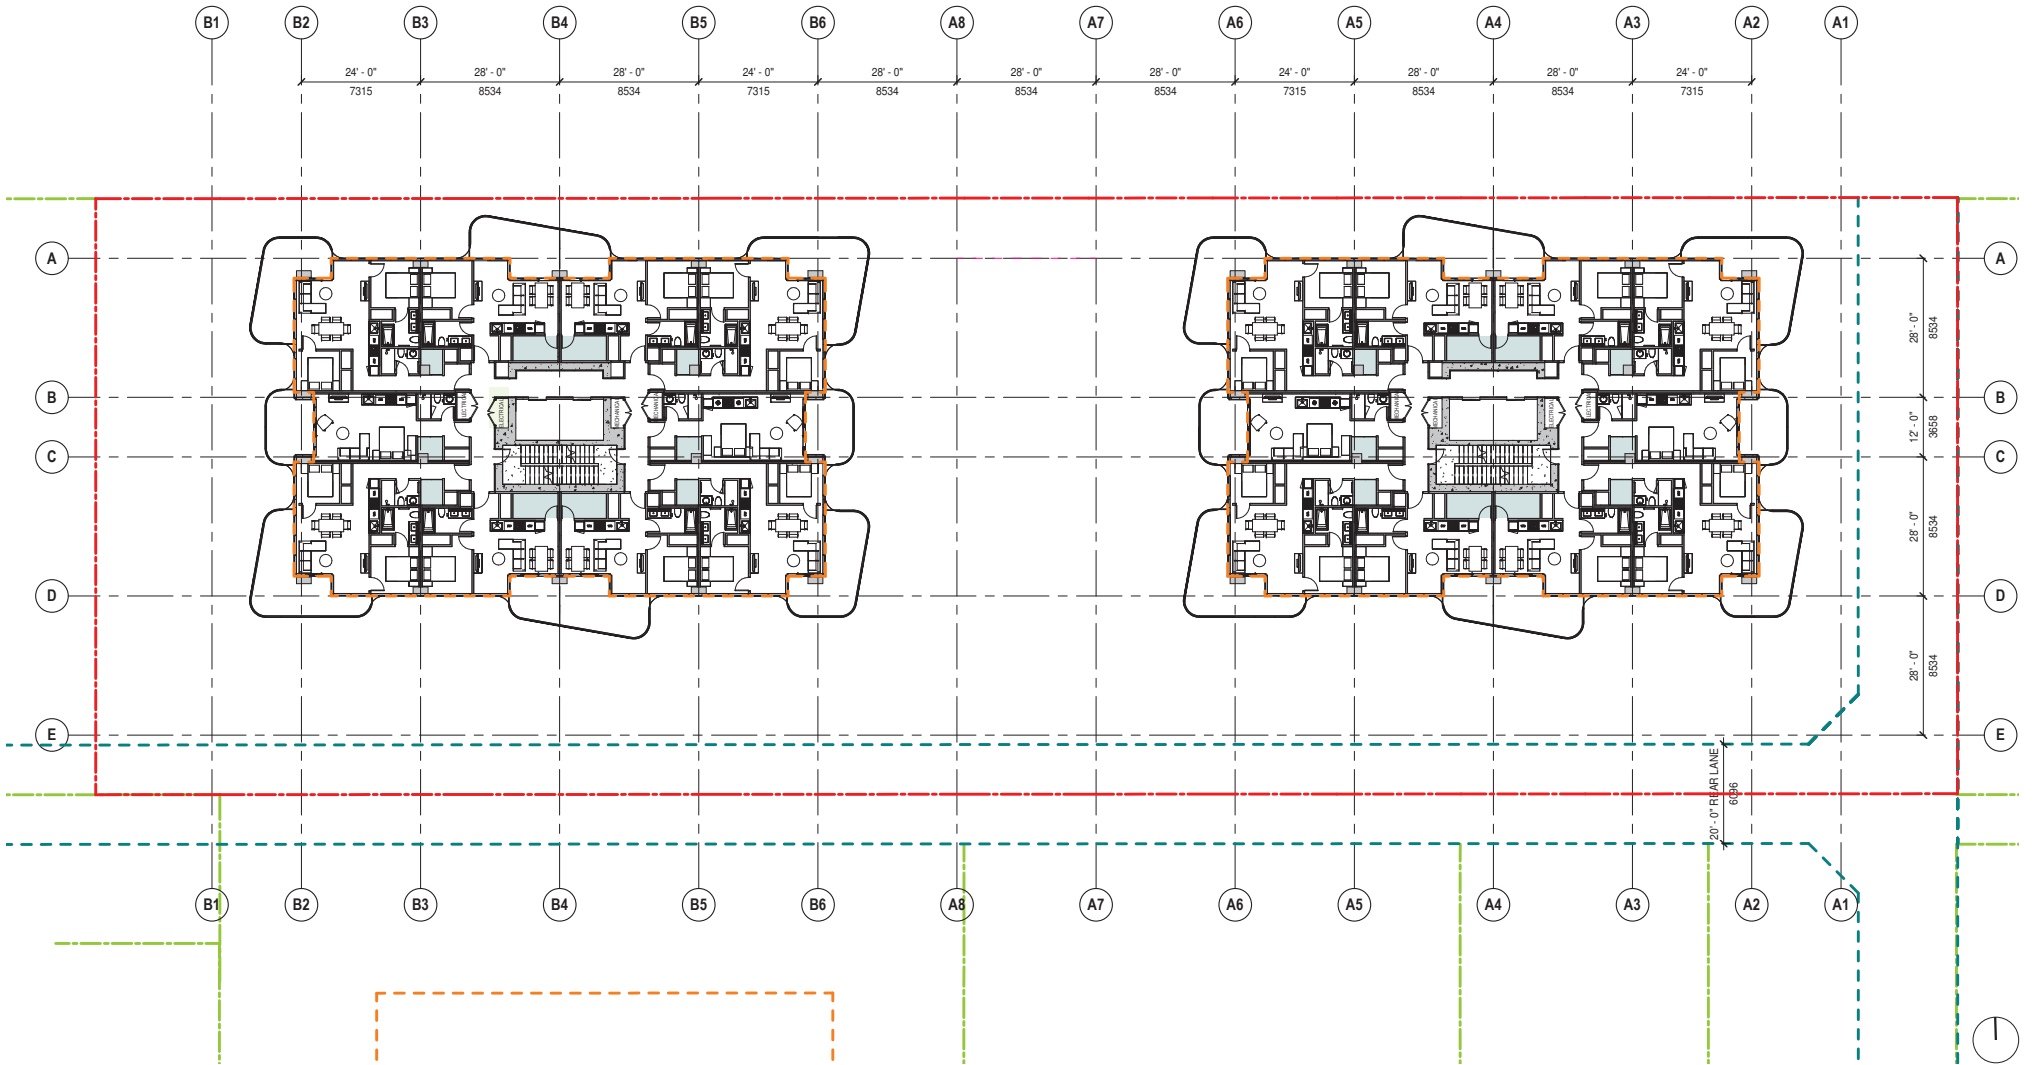 B1 B2 B3 B4 B5 B6 A8 A7 A6 A5 A4 A3 A2 A1
24' - 0" 28' - 0" 28' - 0" 24' - 0" 28' - 0" 28' - 0" 28' - 0" 24' - 0" 28' - 0" 28' - 0" 24' - 0"
7315 8534 8534 7315 8534 8534 8534 7315 8534 8534 7315
A A
28' - 0"
8534
B B
ELECTRICAL MECHANICAL MECHANICAL ELECTRICAL
12' - 0"
3658
C C
28' - 0"
8534
D D
28' - 0"
8534
E E
20' - 0" REAR LANE
6096
B1 B2 B3 B4 B5 B6 A8 A7 A6 A5 A4 A3 A2 A1